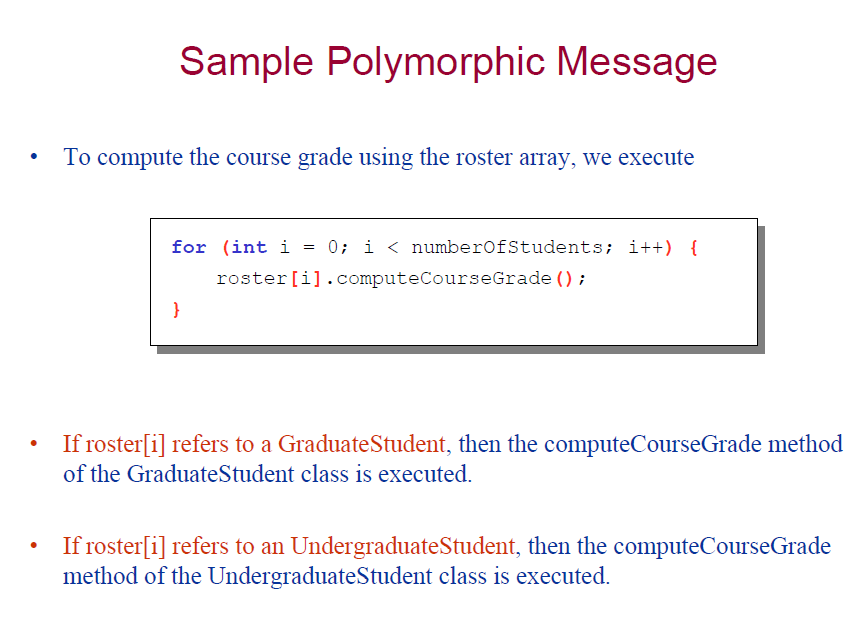 Sample Polymorphic Message
• To compute the course grade using the roster array, we execute
for (int i = 0; i < numberOfStudents; i++) {
roster[i].computeCourseGrade();
}
• If roster[i] refers to a GraduateStudent, then the computeCourseGrade method
of the GraduateStudent class is executed.
• If roster[i] refers to an UndergraduateStudent, then the computeCourseGrade
method of the UndergraduateStudent class is executed.